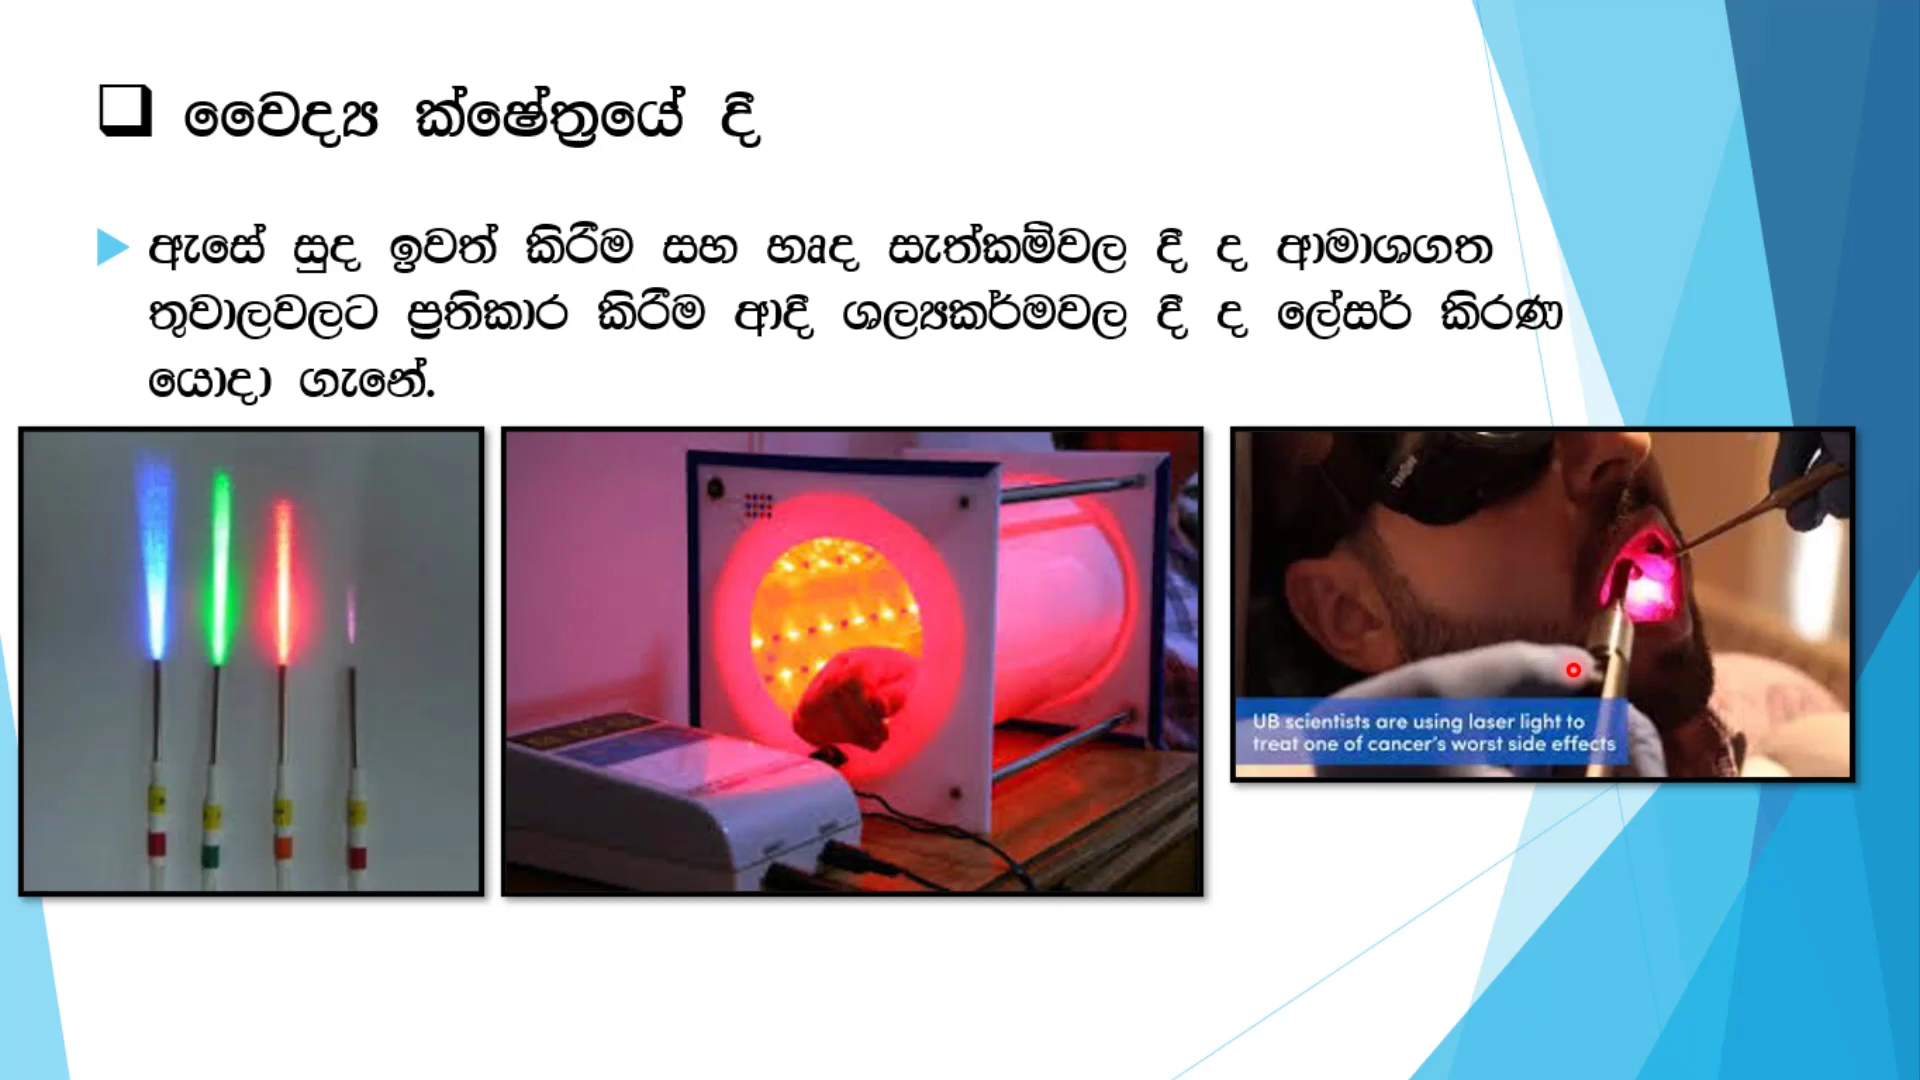 වෛද්‍ය ක්ෂේත්‍රයේ දී
ඇසේ සුද ඉවත් කිරීම සහ හෘද සැත්කම්වල දී ද ආමාශගත
තුවාලවලට ප්‍රතිකාර කිරීම ආදී ශල්‍යකර්මවල දී ද ලේසර් කිරණ
යොදා ගැනේ.
UB scientists are using laser light to
treat one of cancer's worst side effects